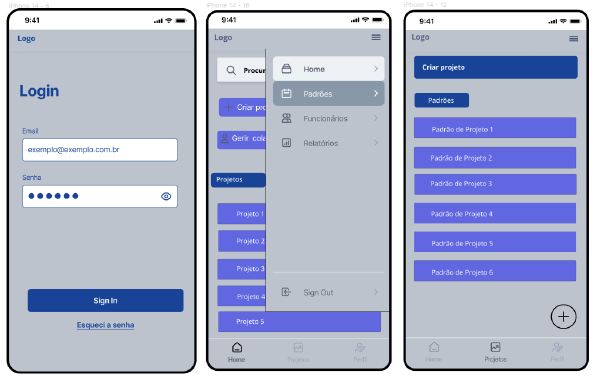 iPhone 14 - 6
9:41
Logo
Login
Email
exemplo@exemplo.com.br
Senha
Sign In
Esqueci a senha
iPhone 14 - 16
9:41
Logo
Procur
Criar pro
Gerir cola
Projetos
Projeto 1
Projeto 2
Projeto 3
Projeto 4
Projeto 5
Home
Padrões
Funcionários
Relatórios
Sign Out
Home
Projetos
Perfil
iPhone 14 - 12
9:41
Logo
Criar projeto
Padrões
Padrão de Projeto 1
Padrão de Projeto 2
Padrão de Projeto 3
Padrão de Projeto 4
Padrão de Projeto 5
Padrão de Projeto 6
Home
Projetos
Perfil